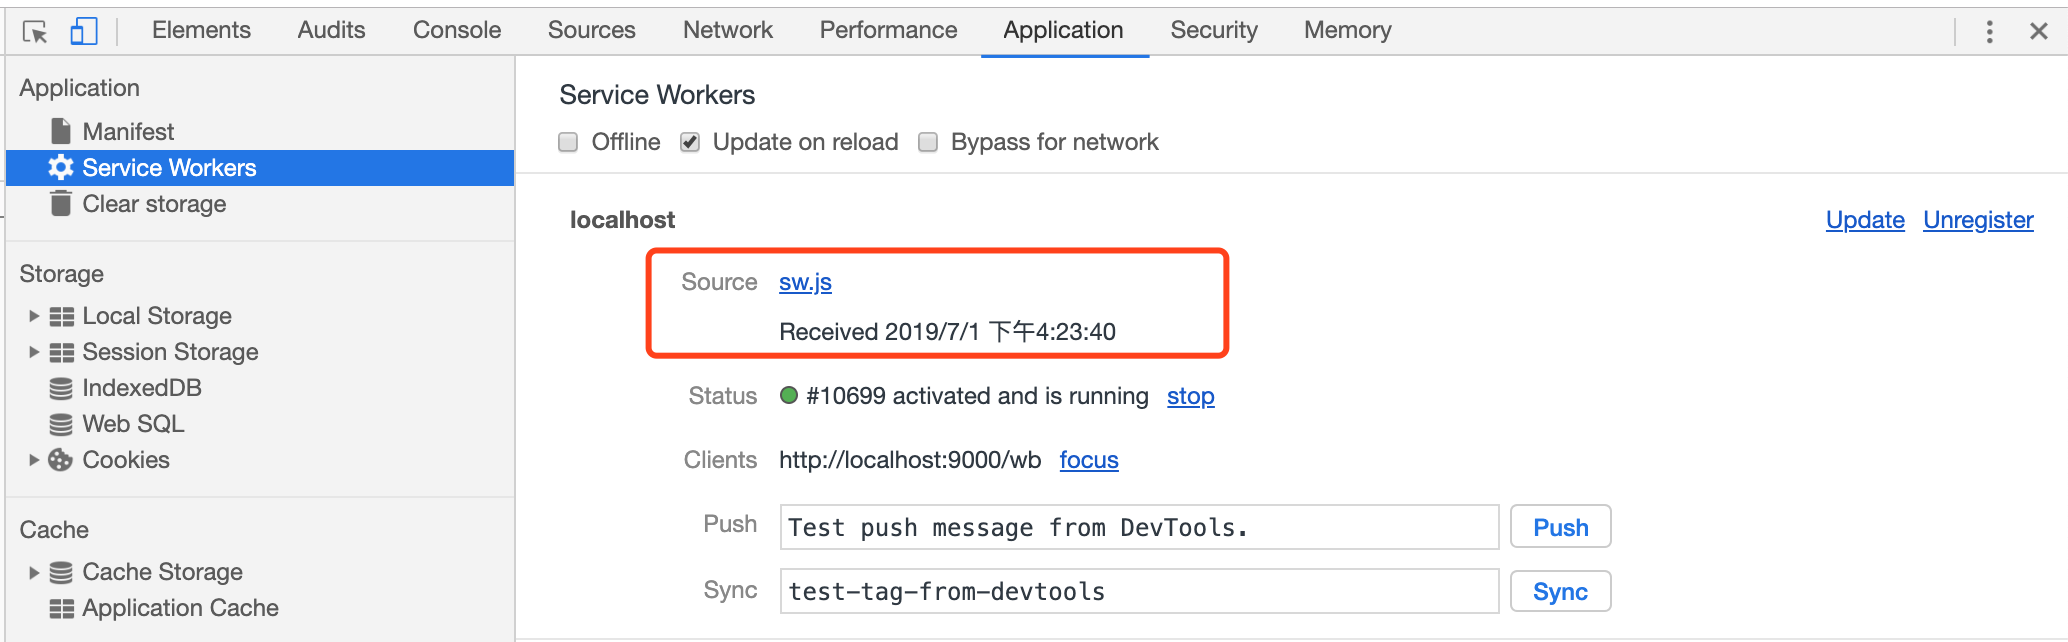 Elements Audits Console Sources Network Performance Application Security Memory
Application
Manifest
Service Workers
Clear storage
Storage
Local Storage
Session Storage
IndexedDB
Web SQL
Cookies
Cache
Cache Storage
Application Cache
Service Workers
Offline Update on reload Bypass for network
localhost Update Unregister
Source sw.js
Received 2019/7/1 下午4:23:40
Status #10699 activated and is running stop
Clients http://localhost:9000/wb focus
Push Test push message from DevTools. Push
Sync test-tag-from-devtools Sync